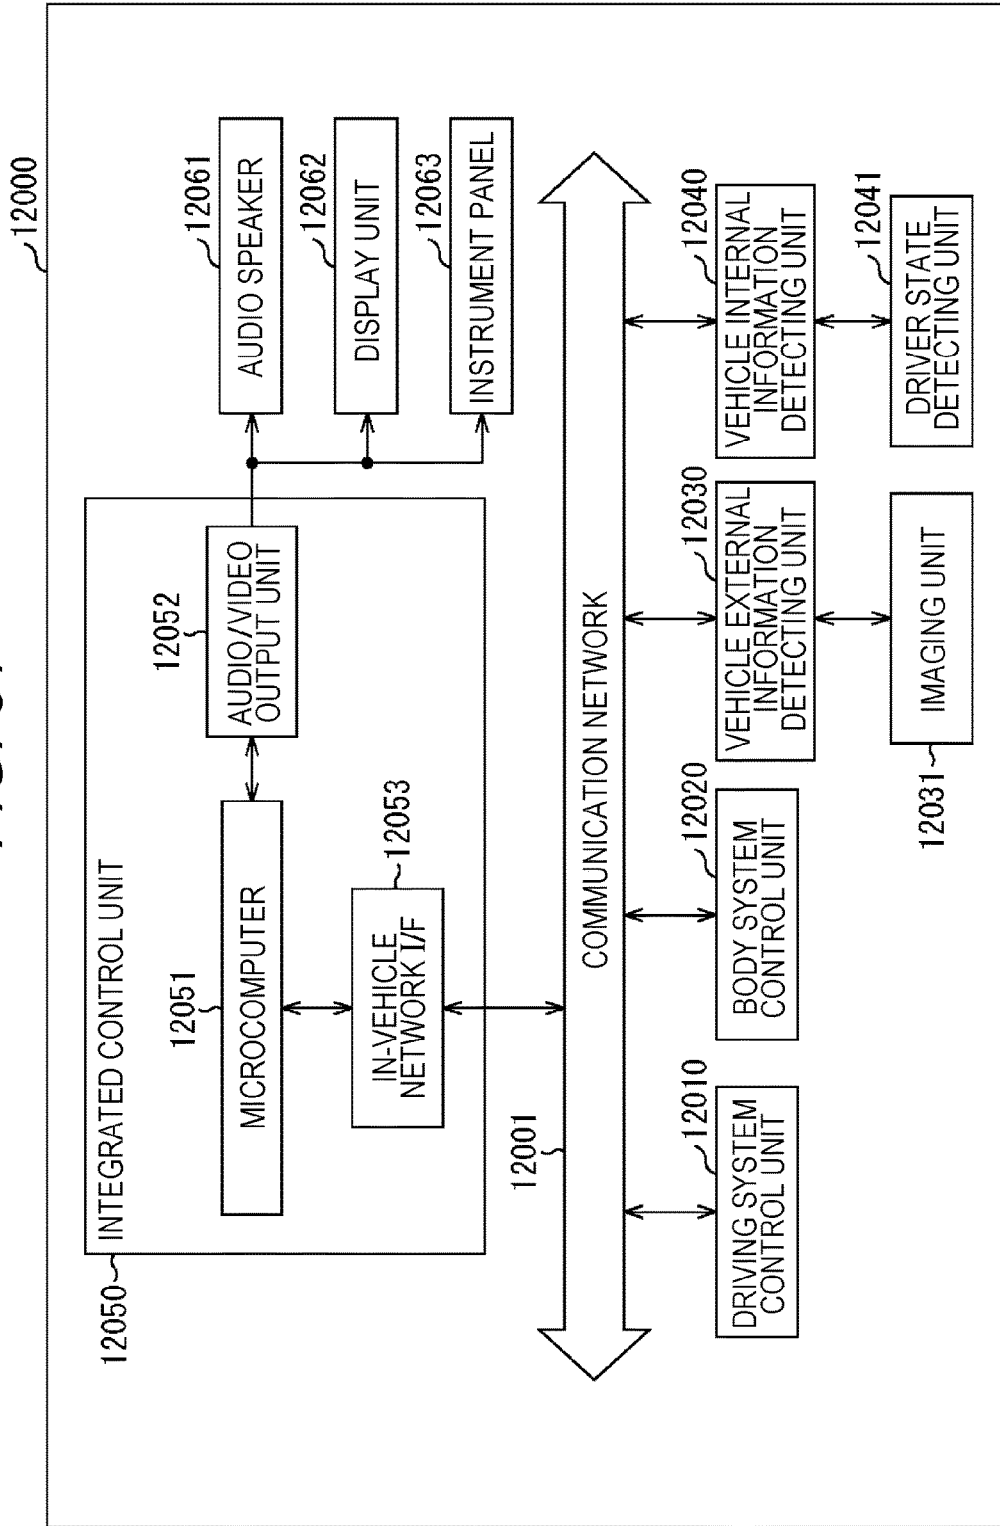 12000
12050
INTEGRATED CONTROL UNIT
12051
MICROCOMPUTER
12052
AUDIO/VIDEO
OUTPUT UNIT
12053
IN-VEHICLE
NETWORK I/F
12061
AUDIO SPEAKER
12062
DISPLAY UNIT
12063
INSTRUMENT PANEL
12001
COMMUNICATION NETWORK
12010
DRIVING SYSTEM
CONTROL UNIT
12020
BODY SYSTEM
CONTROL UNIT
12030
VEHICLE EXTERNAL
INFORMATION
DETECTING UNIT
12040
VEHICLE INTERNAL
INFORMATION
DETECTING UNIT
12031
IMAGING UNIT
12041
DRIVER STATE
DETECTING UNIT